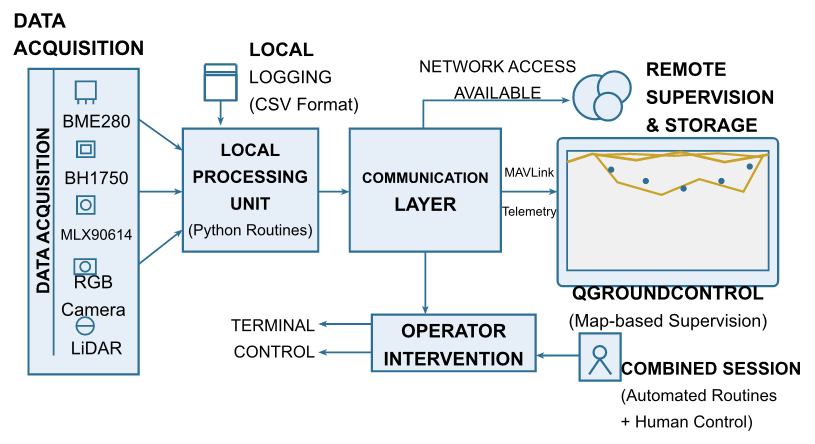 DATA
ACQUISITION
DATA ACQUISITION
BME280
BH1750
MLX90614
RGB
Camera
LiDAR
LOCAL
LOGGING
(CSV Format)
LOCAL
PROCESSING
UNIT
(Python Routines)
COMMUNICATION
LAYER
NETWORK ACCESS
AVAILABLE
REMOTE
SUPERVISION
& STORAGE
MAVLink
Telemetry
QGROUNDCONTROL
(Map-based Supervision)
TERMINAL
CONTROL
OPERATOR
INTERVENTION
COMBINED SESSION
(Automated Routines
+ Human Control)